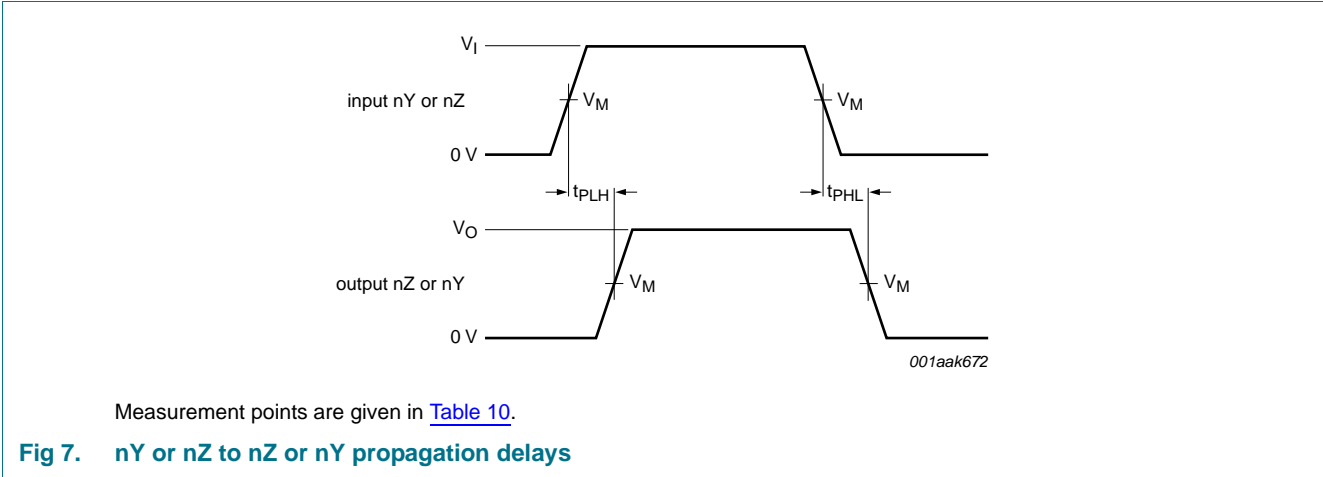 VI
VM VM
input nY or nZ
0 V
tPLH tPHL
VO
output nZ or nY VM VM
0 V
001aak672
Measurement points are given in Table 10.
Fig 7. nY or nZ to nZ or nY propagation delays